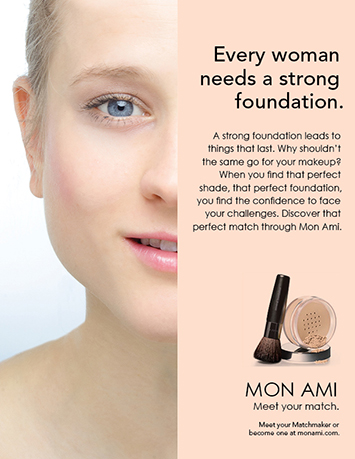 Every woman
needs a strong
foundation.
A strong foundation leads to
things that last. Why shouldn't
the same go for your makeup?
When you find that perfect
shade, that perfect foundation,
you find the confidence to face
your challenges. Discover that
perfect match through Mon Ami.
MON AMI
Meet your match.
Meet your Matchmaker or
become one at monami.com.